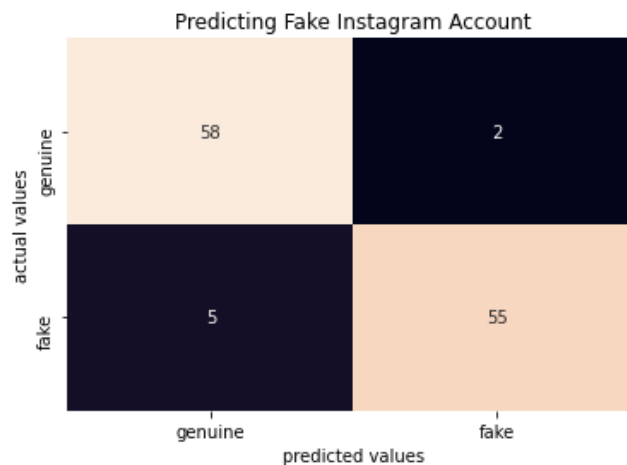 Predicting Fake Instagram Account
actual values
genuine
58
2
fake
5
55
genuine
fake
predicted values